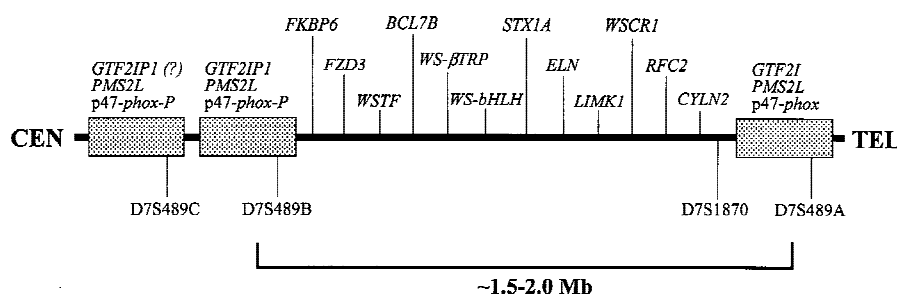 FKBP6
BCL7B
STX1A
WSCR1
GTF2IP1 (?)
PMS2L
p47-phox-P
GTF2IP1
PMS2L
p47-phox-P
FZD3
WS-βTRP
ELN
RFC2
GTF2I
PMS2L
p47-phox
WSTF
WS-bHLH
LIMK1
CYLN2
CEN
TEL
D7S489C
D7S489B
D7S1870
D7S489A
~1.5-2.0 Mb